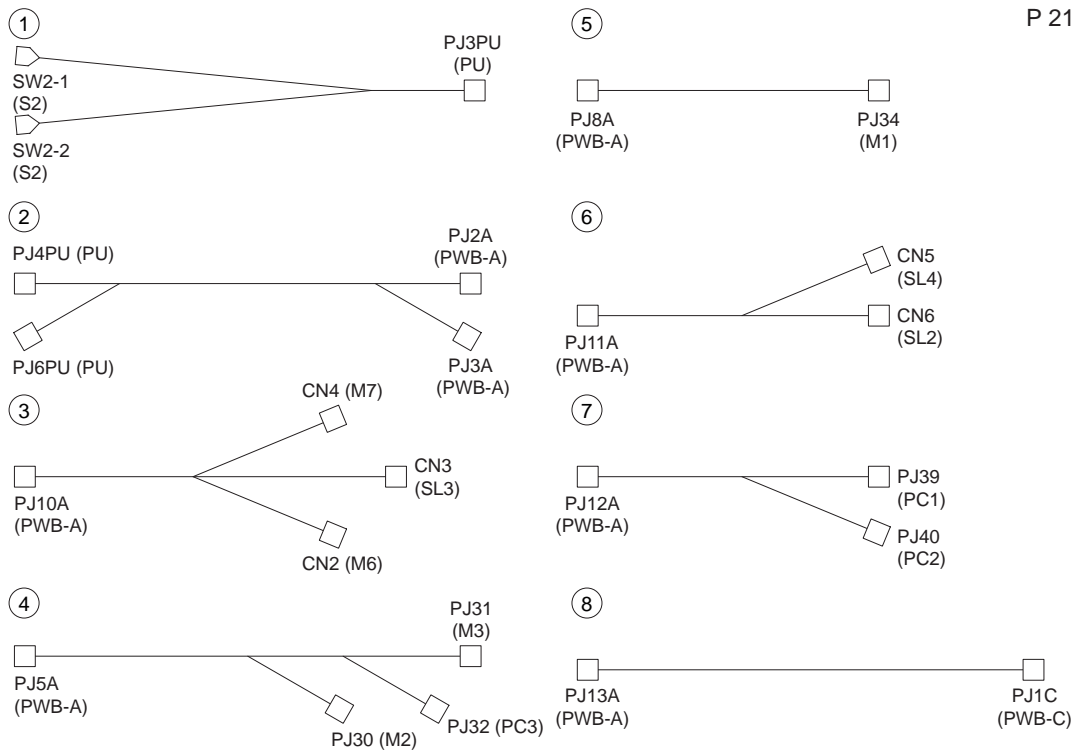 P 21
1
SW2-1
(S2)
SW2-2
(S2)
PJ3PU
(PU)
2
PJ4PU (PU)
PJ6PU (PU)
PJ2A
(PWB-A)
PJ3A
(PWB-A)
3
PJ10A
(PWB-A)
CN4 (M7)
CN3
(SL3)
CN2 (M6)
4
PJ5A
(PWB-A)
PJ31
(M3)
PJ30 (M2)
PJ32 (PC3)
5
PJ8A
(PWB-A)
PJ34
(M1)
6
PJ11A
(PWB-A)
CN5
(SL4)
CN6
(SL2)
7
PJ12A
(PWB-A)
PJ39
(PC1)
PJ40
(PC2)
8
PJ13A
(PWB-A)
PJ1C
(PWB-C)